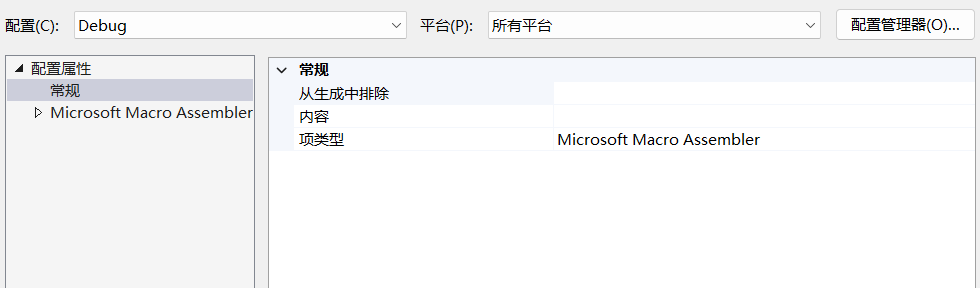 配置(C): Debug 平台(P): 所有平台 配置管理器(O)...
配置属性
常规
Microsoft Macro Assembler
常规
从生成中排除
内容
项类型 Microsoft Macro Assembler